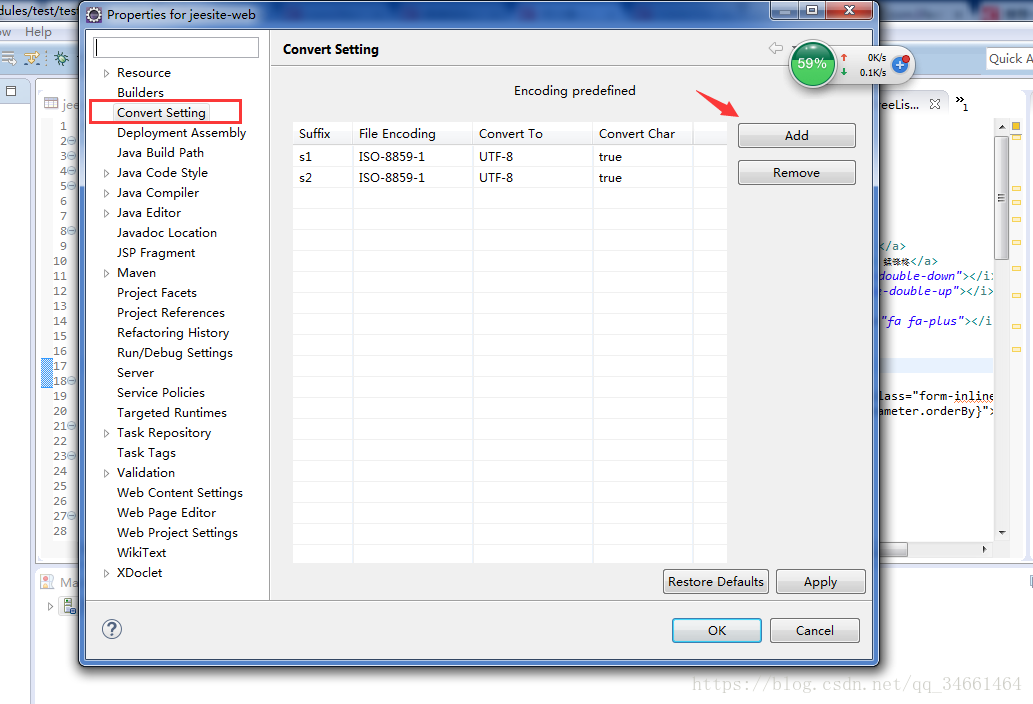 dules/test/test
Properties for jeesite-web
ow Help
Quick A
59%
0K/s
0.1K/s
jee
eeLis...
»1
Convert Setting
Encoding predefined
Resource
Builders
Convert Setting
Deployment Assembly
Java Build Path
Java Code Style
Java Compiler
Java Editor
Javadoc Location
JSP Fragment
Maven
Project Facets
Project References
Refactoring History
Run/Debug Settings
Server
Service Policies
Targeted Runtimes
Task Repository
Task Tags
Validation
Web Content Settings
Web Page Editor
Web Project Settings
WikiText
XDoclet
Suffix File Encoding Convert To Convert Char
s1 ISO-8859-1 UTF-8 true
s2 ISO-8859-1 UTF-8 true
Add
Remove
Restore Defaults Apply
OK Cancel
1
2
3
4
5
6
7
8
9
10
11
12
13
14
15
16
17
18
19
20
21
22
23
24
25
26
27
28
</a>
</a>
double-down"></i>
-double-up"></i>
"fa fa-plus"></i
lass="form-inline
ameter.orderBy}">
Ma
https://blog.csdn.net/qq_34661464